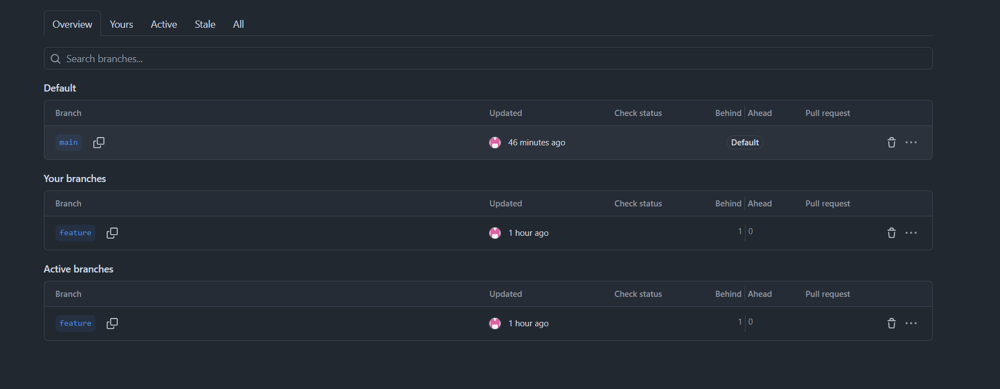 Overview Yours Active Stale All
Search branches...
Default
Branch Updated Check status Behind Ahead Pull request
main 46 minutes ago Default
Your branches
Branch Updated Check status Behind Ahead Pull request
feature 1 hour ago 1 0
Active branches
Branch Updated Check status Behind Ahead Pull request
feature 1 hour ago 1 0